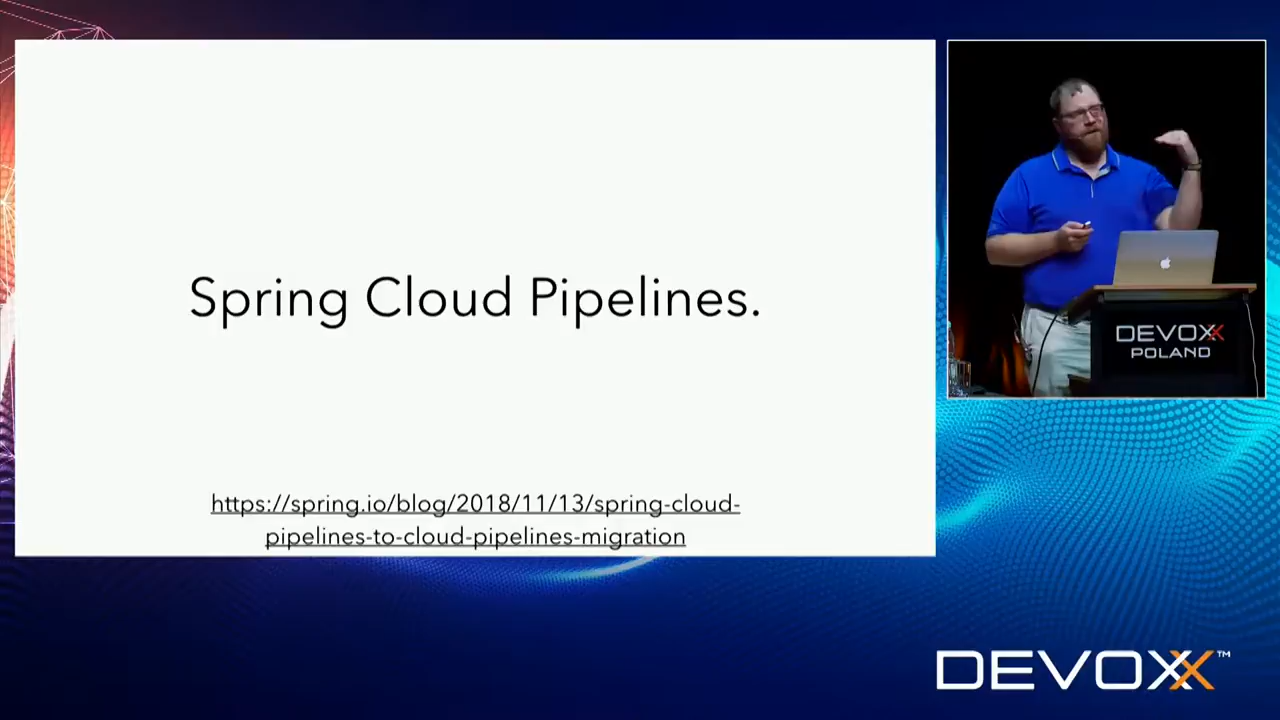 Spring Cloud Pipelines.
https://spring.io/blog/2018/11/13/spring-cloud-
pipelines-to-cloud-pipelines-migration
DEVOXX
POLAND
DEVOXX™